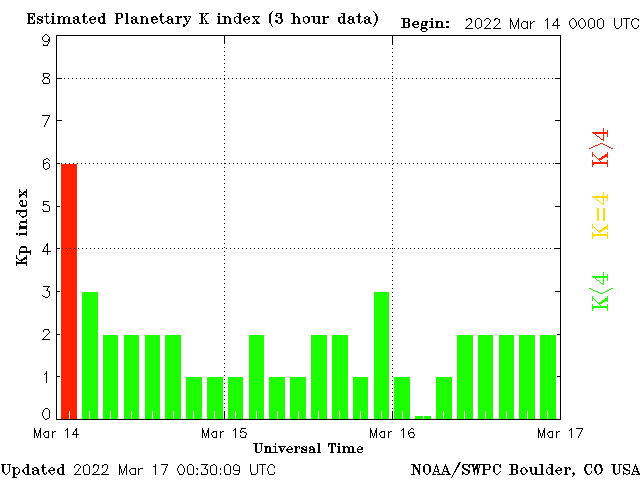 Estimated Planetary K index (3 hour data) Begin: 2022 Mar 14 0000 UTC
9
8
7
6
5
4
3
2
1
0
Kp index
K>4
K=4
K<4
Mar 14 Mar 15 Mar 16 Mar 17
Universal Time
Updated 2022 Mar 17 00:30:09 UTC NOAA/SWPC Boulder, CO USA